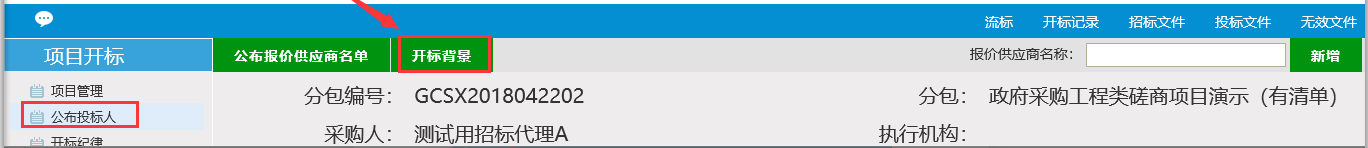 流标 开标记录 招标文件 投标文件 无效文件
项目开标 公布报价供应商名单 开标背景 报价供应商名称： 新增
项目管理
分包编号： GCSX2018042202 分包： 政府采购工程类磋商项目演示（有清单）
公布投标人
采购人： 测试用招标代理A 执行机构：
开标纪律